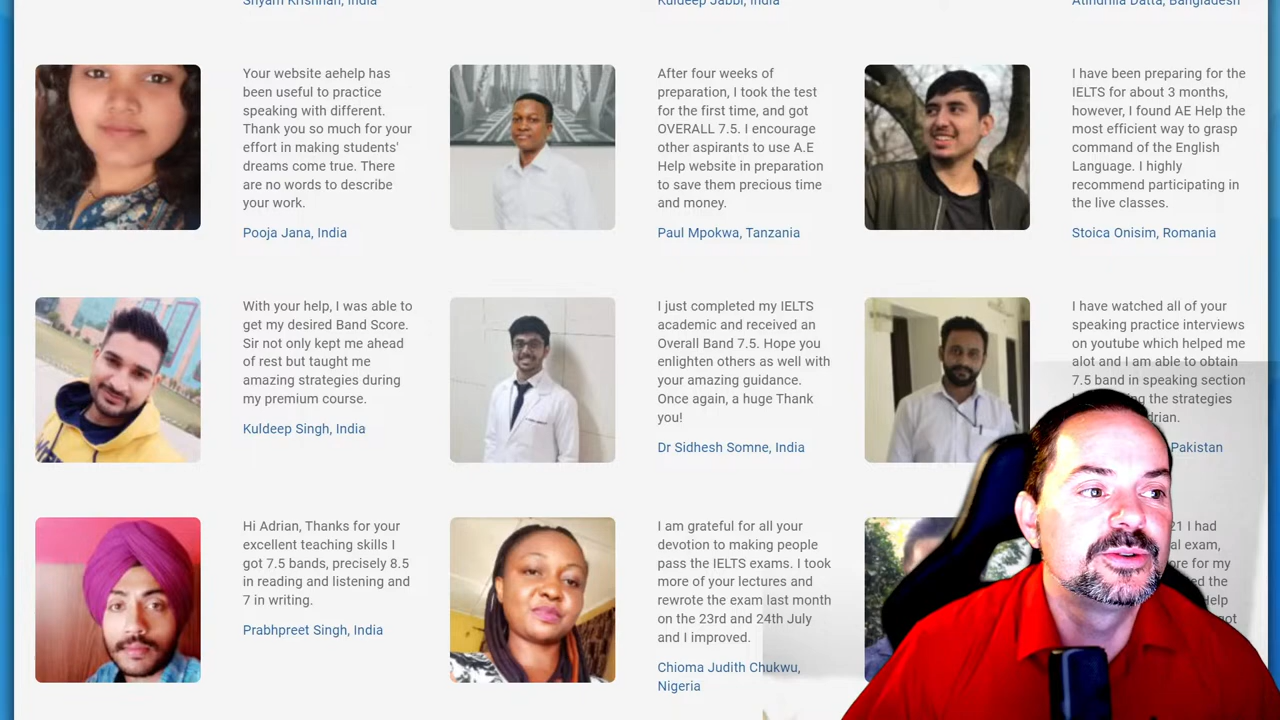 Shyam Krishnan, India
Kuldeep Jabbi, India
Atindrilla Datta, Bangladesh
Your website aehelp has
been useful to practice
speaking with different.
Thank you so much for your
effort in making students'
dreams come true. There
are no words to describe
your work.
Pooja Jana, India
After four weeks of
preparation, I took the test
for the first time, and got
OVERALL 7.5. I encourage
other aspirants to use A.E
Help website in preparation
to save them precious time
and money.
Paul Mpokwa, Tanzania
I have been preparing for the
IELTS for about 3 months,
however, I found AE Help the
most efficient way to grasp
command of the English
Language. I highly
recommend participating in
the live classes.
Stoica Onisim, Romania
With your help, I was able to
get my desired Band Score.
Sir not only kept me ahead
of rest but taught me
amazing strategies during
my premium course.
Kuldeep Singh, India
I just completed my IELTS
academic and received an
Overall Band 7.5. Hope you
enlighten others as well with
your amazing guidance.
Once again, a huge Thank
you!
Dr Sidhesh Somne, India
I have watched all of your
speaking practice interviews
on youtube which helped me
alot and I am able to obtain
7.5 band in speaking section
the strategies
Pakistan
Hi Adrian, Thanks for your
excellent teaching skills I
got 7.5 bands, precisely 8.5
in reading and listening and
7 in writing.
Prabhpreet Singh, India
I am grateful for all your
devotion to making people
pass the IELTS exams. I took
more of your lectures and
rewrote the exam last month
on the 23rd and 24th July
and I improved.
Chioma Judith Chukwu,
Nigeria
21 I had
exam,
for my
the
Help
got